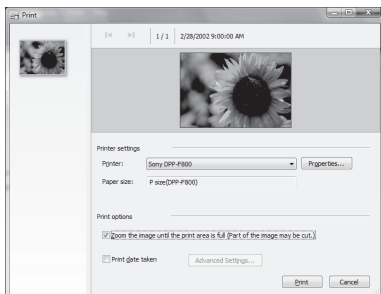 Print
1 / 1 2/28/2002 9:00:00 AM
Printer settings
Printer: Sony DPP-F800 Properties...
Paper size: P size(DPP-F800)
Print options
Zoom the image until the print area is full (Part of the image may be cut.)
Print date taken Advanced Settings...
Print Cancel